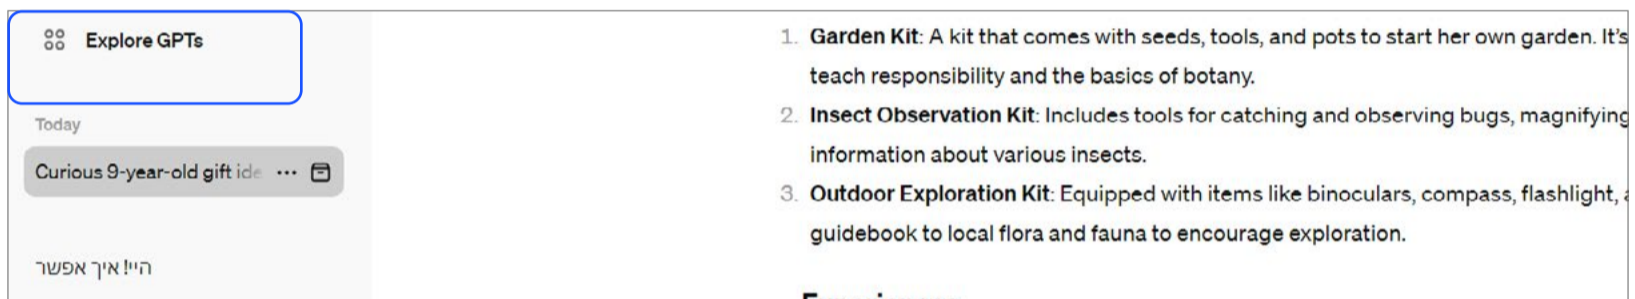 Explore GPTs
Today
Curious 9-year-old gift ide
היי! איך אפשר
1. Garden Kit: A kit that comes with seeds, tools, and pots to start her own garden. It's
teach responsibility and the basics of botany.
2. Insect Observation Kit: Includes tools for catching and observing bugs, magnifying
information about various insects.
3. Outdoor Exploration Kit: Equipped with items like binoculars, compass, flashlight,
guidebook to local flora and fauna to encourage exploration.